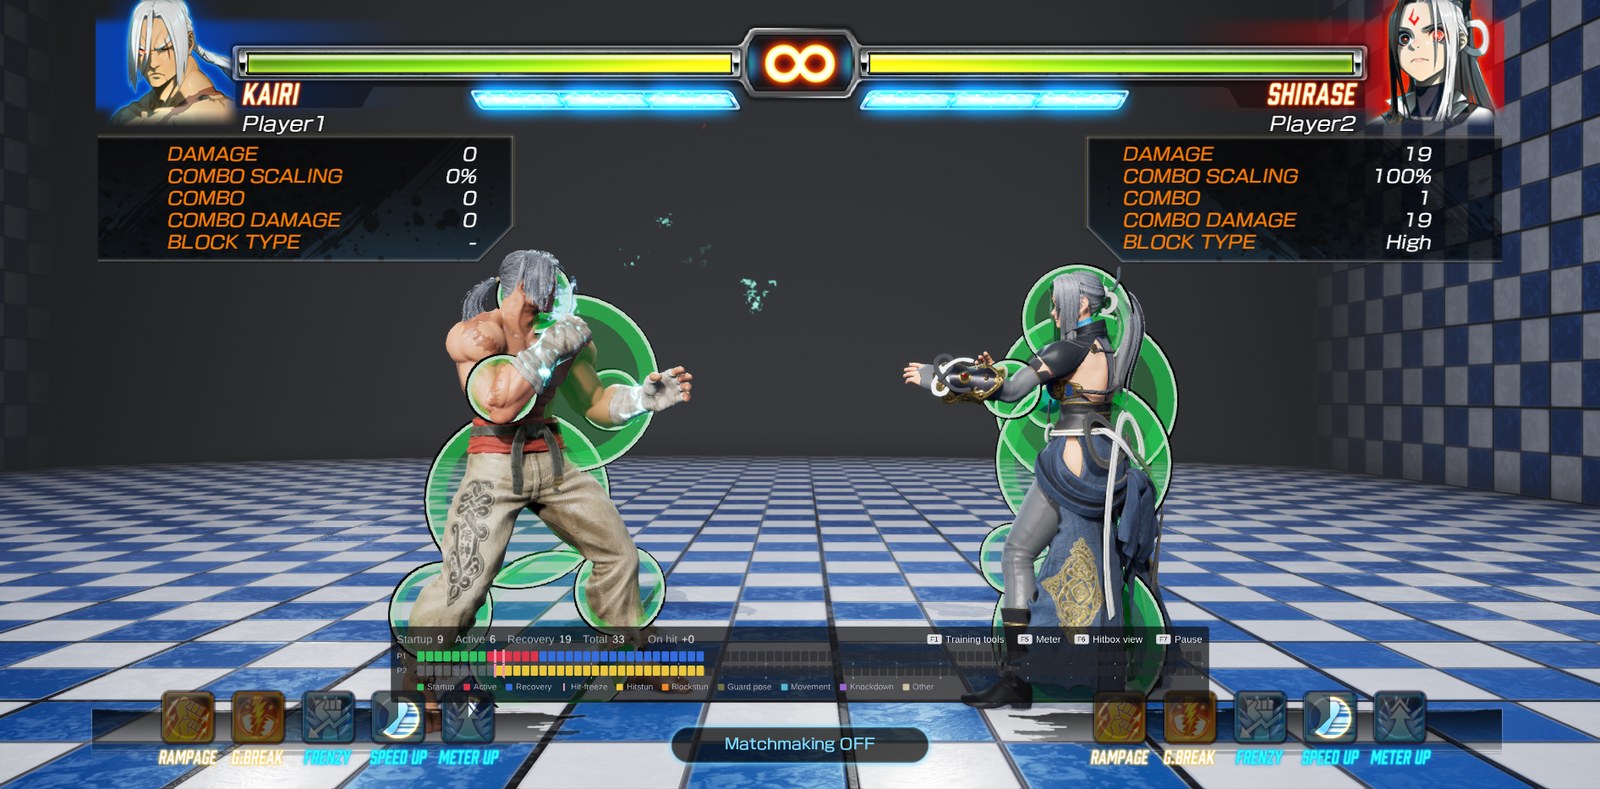 KAIRI
Player1
SHIRASE
Player2
DAMAGE 0
COMBO SCALING 0%
COMBO 0
COMBO DAMAGE 0
BLOCK TYPE -
DAMAGE 19
COMBO SCALING 100%
COMBO 1
COMBO DAMAGE 19
BLOCK TYPE High
Startup 9 Active 6 Recovery 19 Total 33 On hit +0
F1 Training tools F5 Meter F6 Hitbox view F7 Pause
P1
P2
Startup Active Recovery Hit-freeze Hitstun Blockstun Guard pose Movement Knockdown Other
RAMPAGE G.BREAK FRENZY SPEED UP METER UP
Matchmaking OFF
RAMPAGE G.BREAK FRENZY SPEED UP METER UP